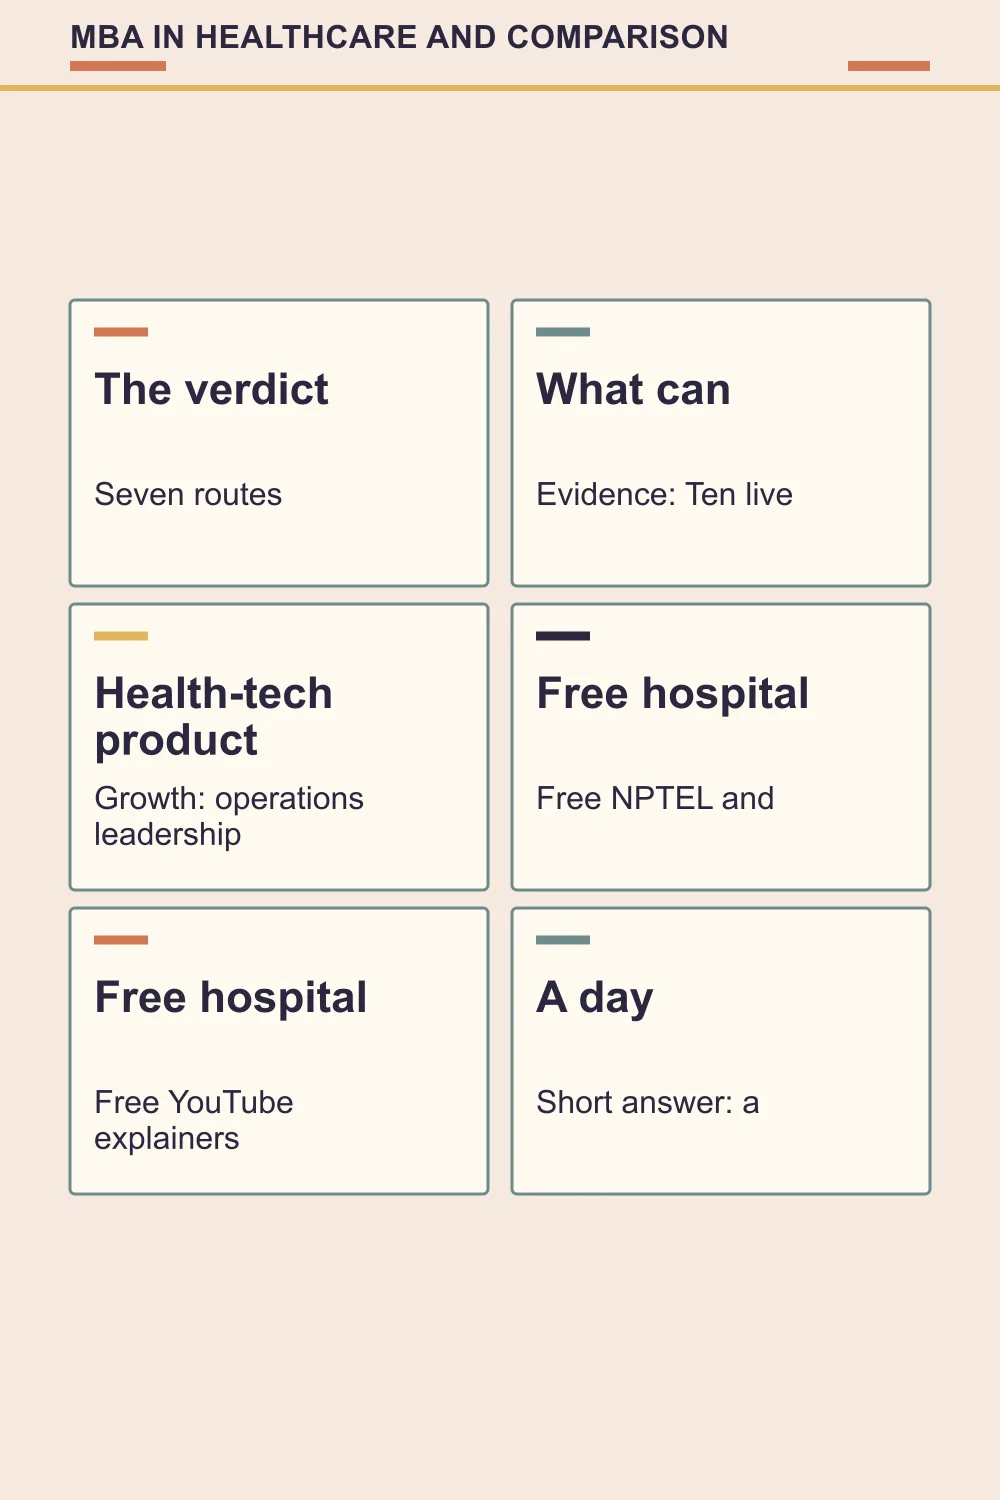 MBA IN HEALTHCARE AND COMPARISON
The verdict
Seven routes
What can
Evidence: Ten live
Health-tech
product
Growth: operations
leadership
Free hospital
Free NPTEL and
Free hospital
Free YouTube
explainers
A day
Short answer: a